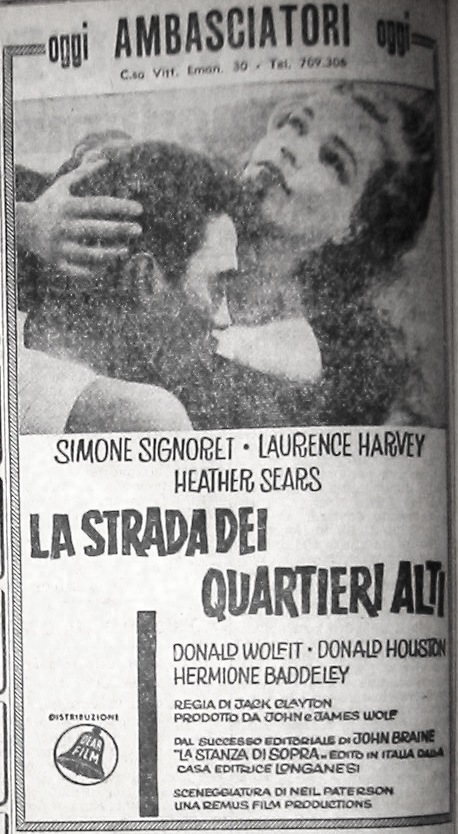 oggi AMBASCIATORI oggi
C.so Vitt. Eman. 30 - Tel. 709.306
SIMONE SIGNORET · LAURENCE HARVEY
HEATHER SEARS
LA STRADA DEI
QUARTIERI ALTI
DONALD WOLFIT · DONALD HOUSTON
HERMIONE BADDELEY
REGIA DI JACK CLAYTON
PRODOTTO DA JOHN e JAMES WOLF
DAL SUCCESSO EDITORIALE DI JOHN BRAINE
"LA STANZA DI SOPRA" EDITO IN ITALIA DALLA
CASA EDITRICE LONGANESI
SCENEGGIATURA DI NEIL PATERSON
UNA REMUS FILM PRODUCTIONS
DISTRIBUZIONE
FILM